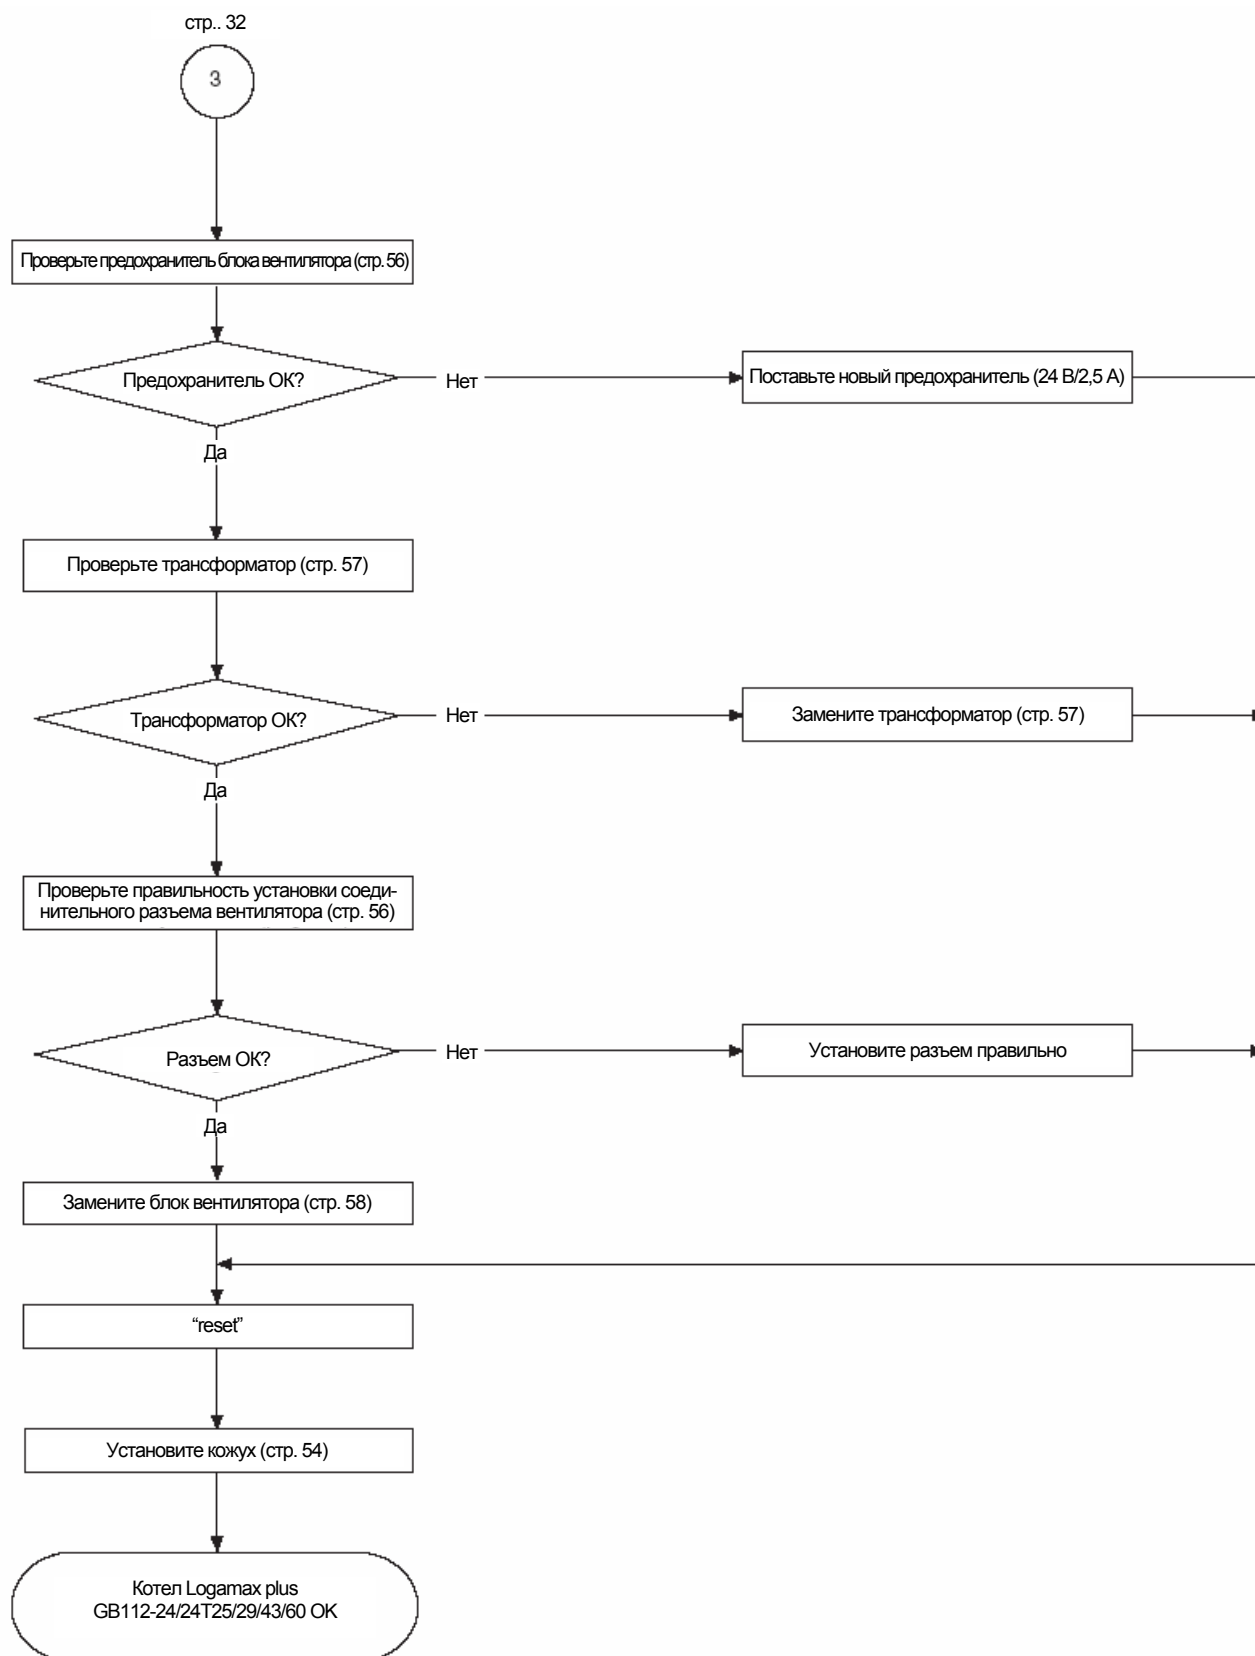 стр.. 32
3
Проверьте предохранитель блока вентилятора (стр. 56)
Предохранитель ОК?
Нет
Поставьте новый предохранитель (24 В/2,5 А)
Да
Проверьте трансформатор (стр. 57)
Трансформатор ОК?
Нет
Замените трансформатор (стр. 57)
Да
Проверьте правильность установки соеди-
нительного разъема вентилятора (стр. 56)
Разъем ОК?
Нет
Установите разъем правильно
Да
Замените блок вентилятора (стр. 58)
“reset”
Установите кожух (стр. 54)
Котел Logamax plus
GB112-24/24T25/29/43/60 OK